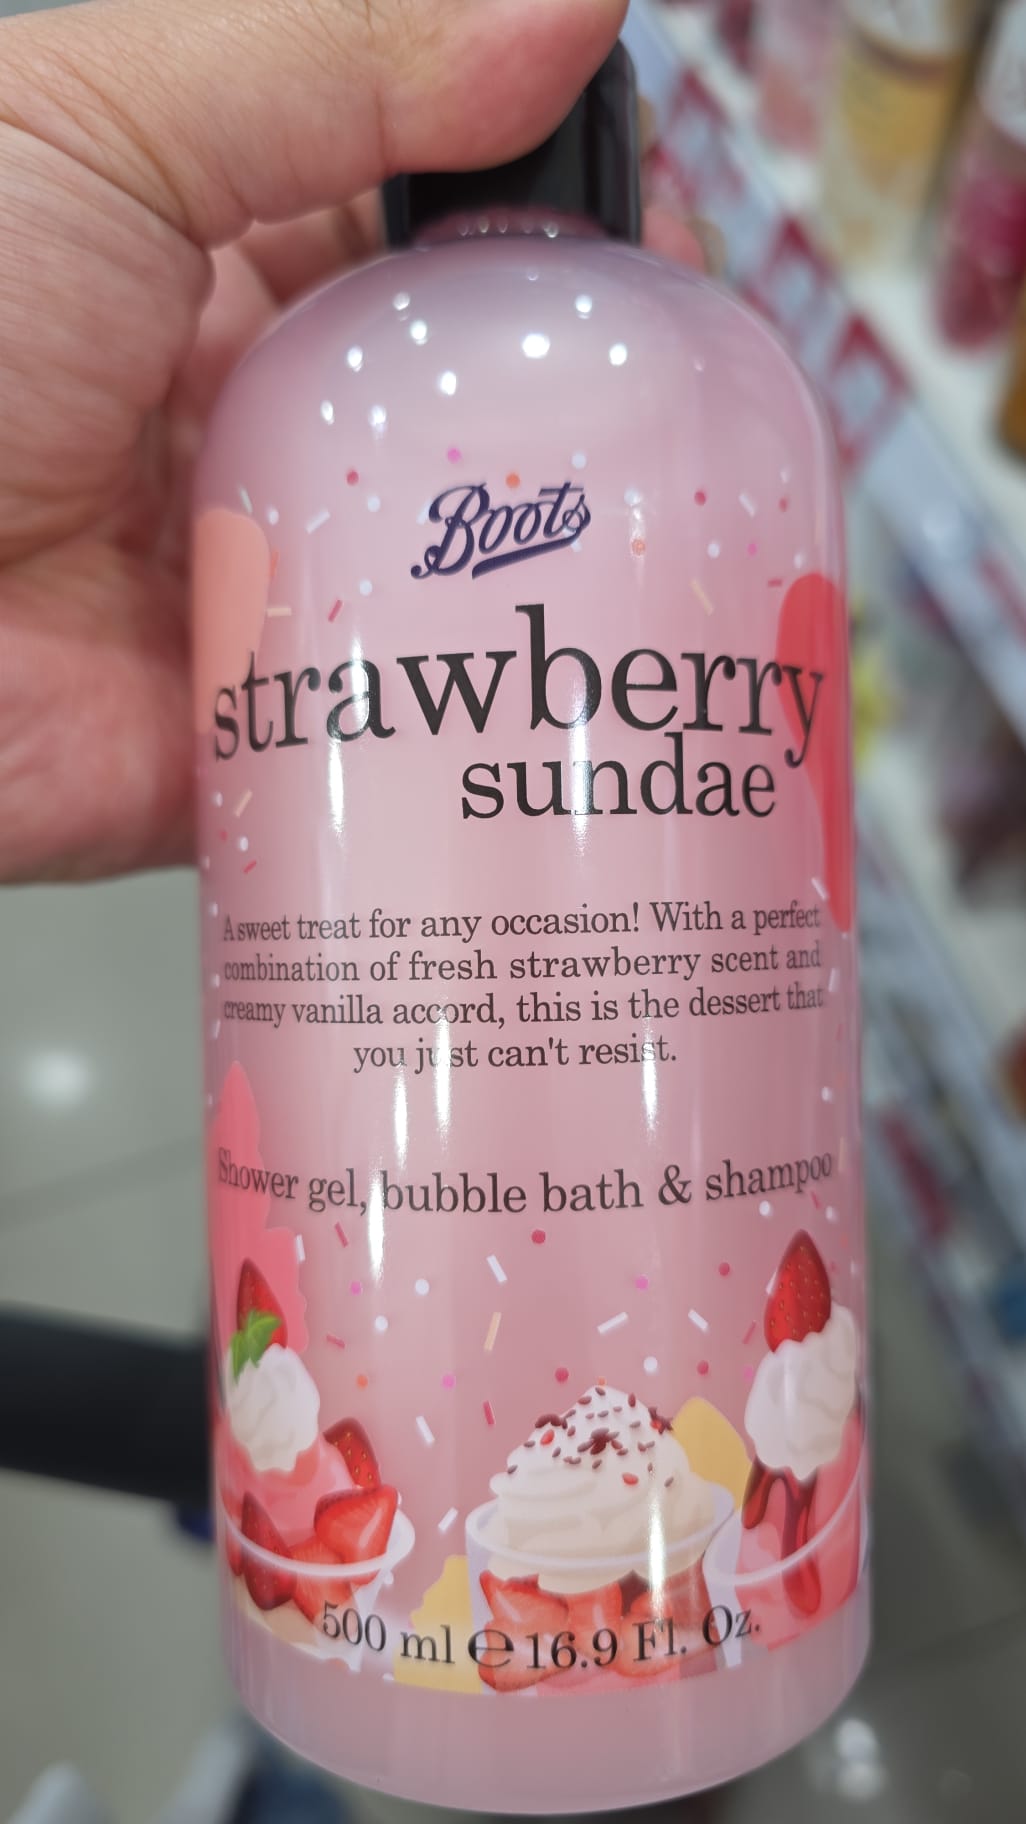 Boots
strawberry
sundae
A sweet treat for any occasion! With a perfect
combination of fresh strawberry scent and
creamy vanilla accord, this is the dessert that
you just can't resist.
Shower gel, bubble bath & shampoo
500 ml ℮ 16.9 Fl. Oz.